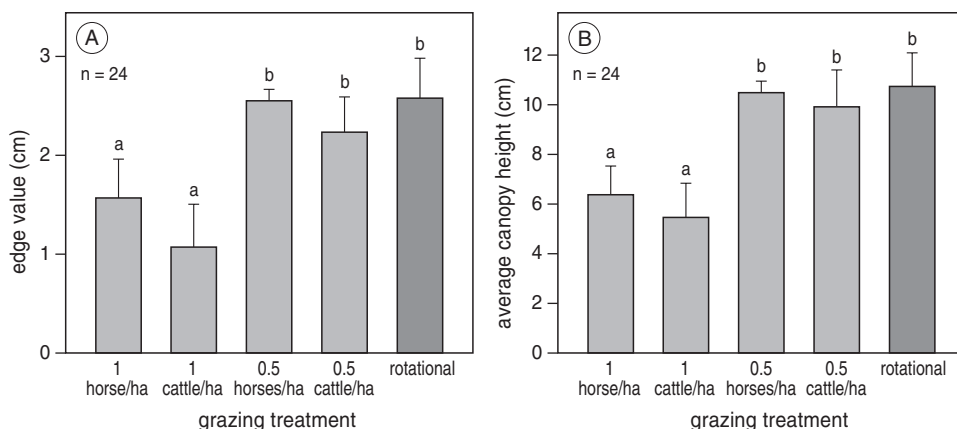 A
n = 24
edge value (cm)
3
2
1
0
a
a
b
b
b
1 horse/ha
1 cattle/ha
0.5 horses/ha
0.5 cattle/ha
rotational
grazing treatment
B
n = 24
average canopy height (cm)
12
10
8
6
4
2
0
a
a
b
b
b
1 horse/ha
1 cattle/ha
0.5 horses/ha
0.5 cattle/ha
rotational
grazing treatment